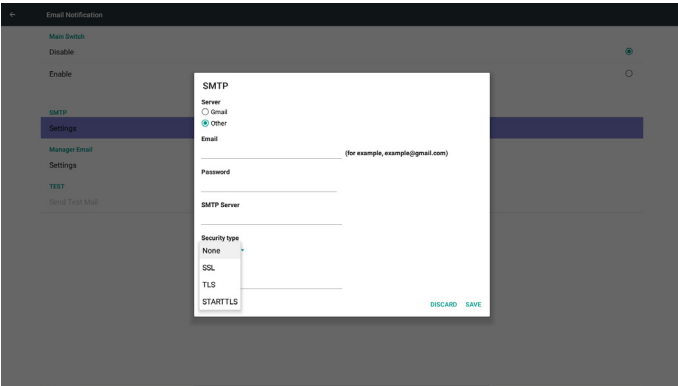 Email Notification
Main Switch
Disable
Enable
SMTP
Settings
Manager Email
Settings
TEST
Send Test Mail
SMTP
Server
Gmail
Other
Email
(for example, example@gmail.com)
Password
SMTP Server
Security type
None
SSL
TLS
STARTTLS
DISCARD SAVE